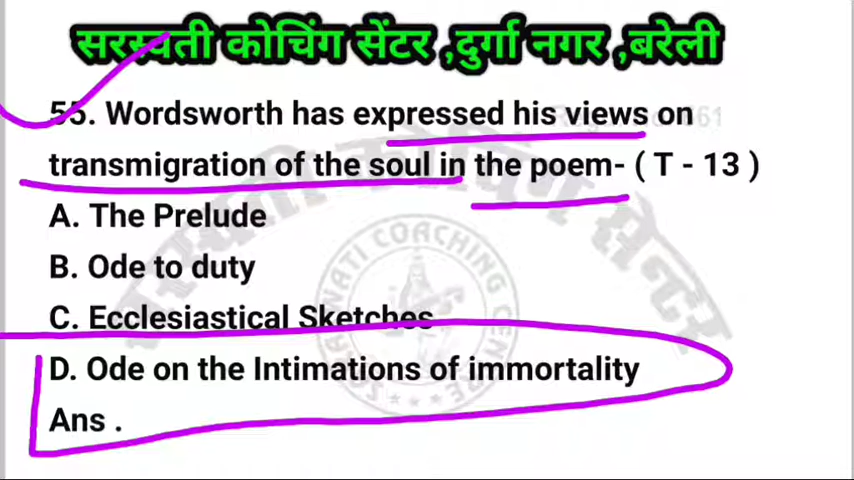 सरस्वती कोचिंग सेंटर ,दुर्गा नगर ,बरेली
55. Wordsworth has expressed his views on
transmigration of the soul in the poem- ( T - 13 )
A. The Prelude
B. Ode to duty
C. Ecclesiastical Sketches
D. Ode on the Intimations of immortality
Ans .